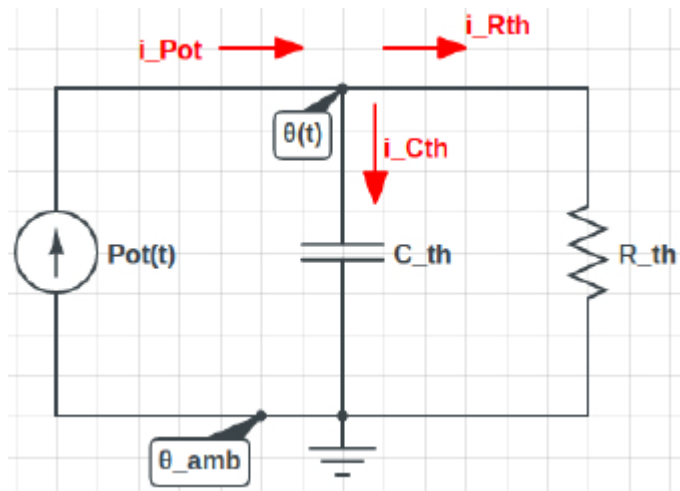 i_Pot
i_Rth
θ(t)
i_Cth
Pot(t)
C_th
R_th
θ_amb